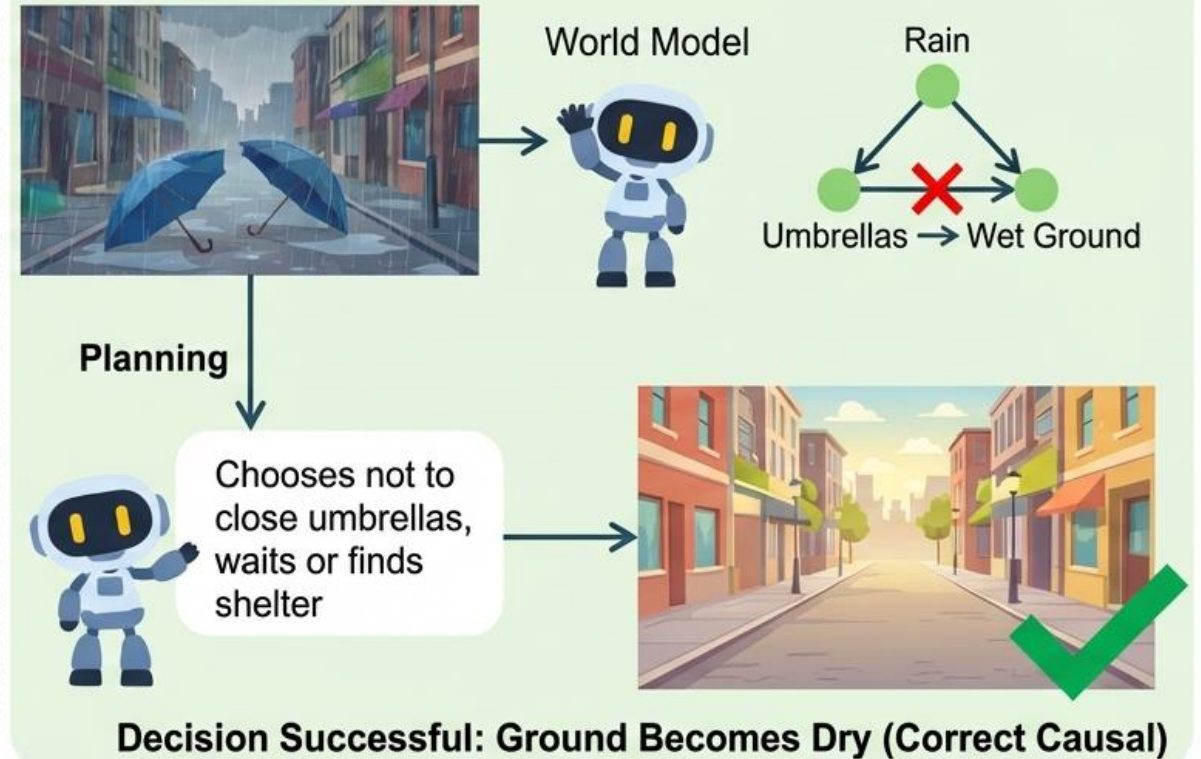 World Model
Rain
Umbrellas → Wet Ground
Planning
Chooses not to
close umbrellas,
waits or finds
shelter
Decision Successful: Ground Becomes Dry (Correct Causal)